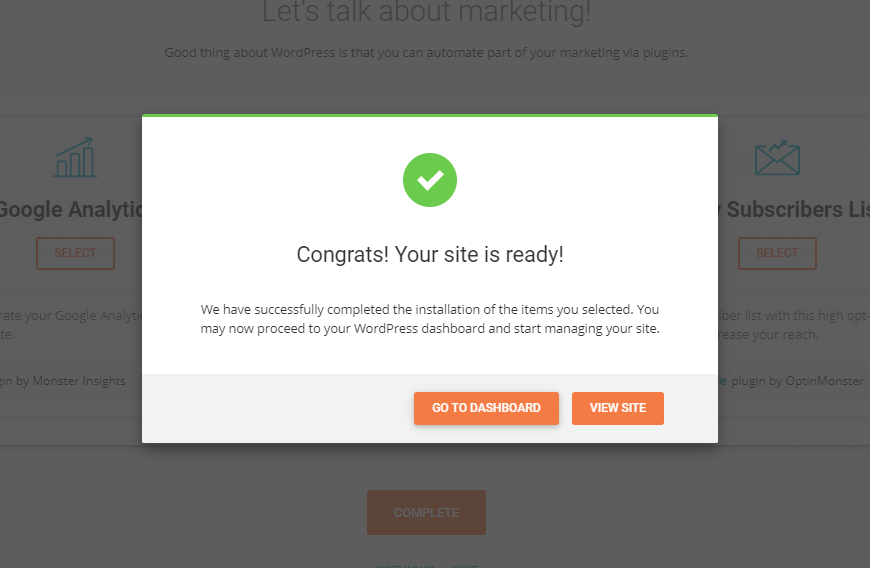 Let's talk about marketing!
Good thing about WordPress is that you can automate part of your marketing via plugins.
Google Analytic
Subscribers Lis
SELECT
SELECT
Congrats! Your site is ready!
We have successfully completed the installation of the items you selected. You
may now proceed to your WordPress dashboard and start managing your site.
rate your Google Analytic
te.
ber list with this high opt-
rease your reach.
gin by Monster Insights
plugin by OptinMonster
GO TO DASHBOARD
VIEW SITE
COMPLETE